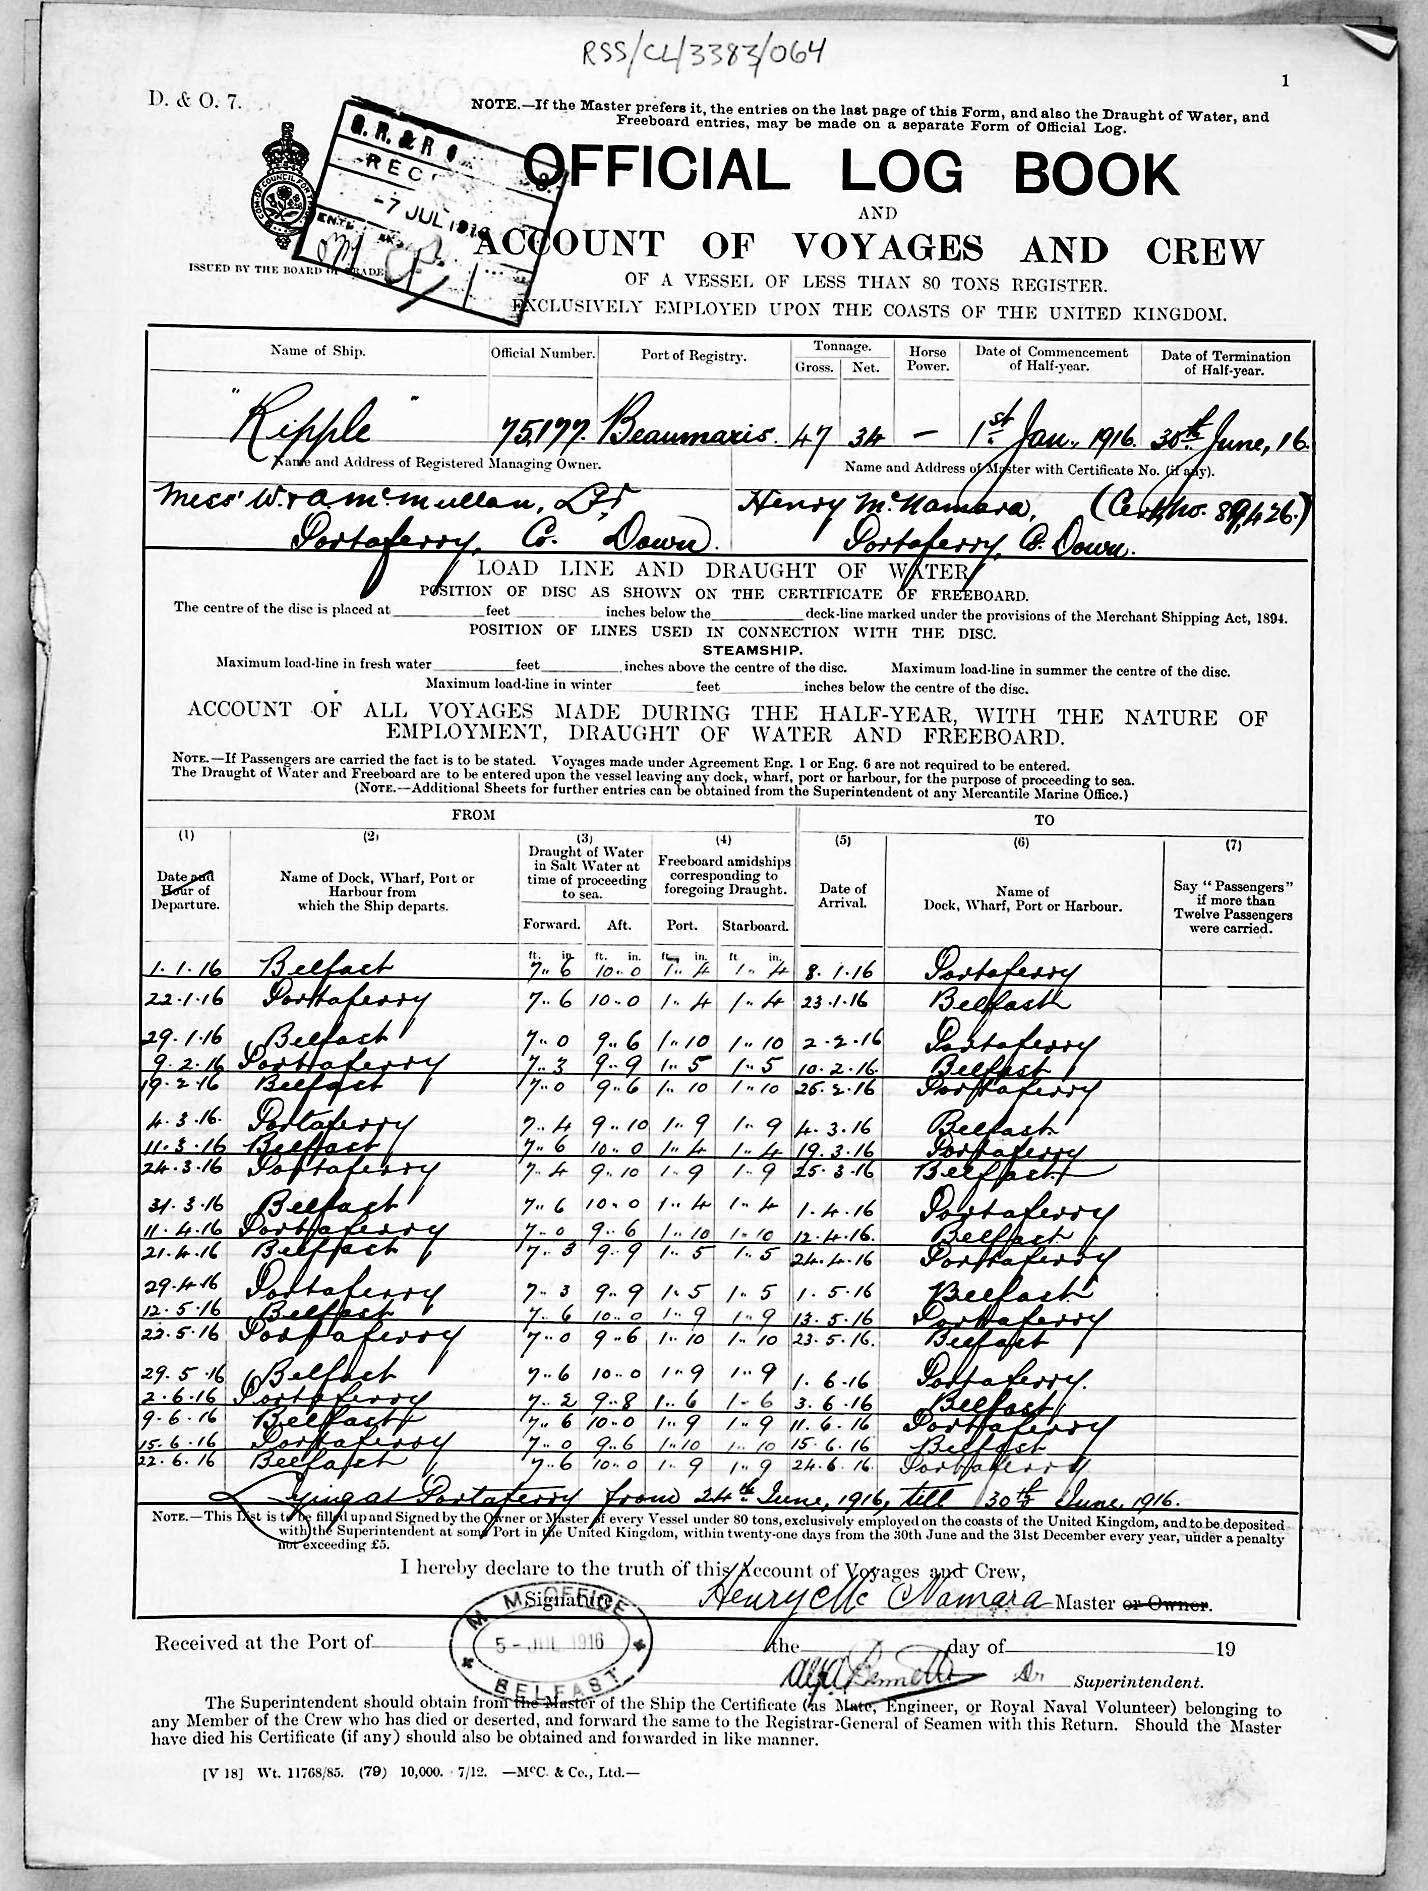 RSS/CL/3383/064
1
D. & O. 7.
NOTE.—If the Master prefers it, the entries on the last page of this Form, and also the Draught of Water, and
Freeboard entries, may be made on a separate Form of Official Log.
REC
-7 JUL 1916
OFFICIAL LOG BOOK
AND
ACCOUNT OF VOYAGES AND CREW
ISSUED BY THE BOARD OF TRADE
OF A VESSEL OF LESS THAN 80 TONS REGISTER.
EXCLUSIVELY EMPLOYED UPON THE COASTS OF THE UNITED KINGDOM.
Name of Ship. Official Number. Port of Registry. Tonnage. Gross. Net. Horse Power. Date of Commencement of Half-year. Date of Termination of Half-year.
"Ripple" 75,177. Beaumaris. 47 34 — 1st Jan., 1916. 30th June, 16.
Name and Address of Registered Managing Owner. Name and Address of Master with Certificate No. (if any).
Mess' W. & A McMullan, Ltd Henry McNamara, (Cert. No. 89,426.)
Portaferry, Co. Down. Portaferry, Co. Down.
LOAD LINE AND DRAUGHT OF WATER
POSITION OF DISC AS SHOWN ON THE CERTIFICATE OF FREEBOARD.
The centre of the disc is placed at feet inches below the deck-line marked under the provisions of the Merchant Shipping Act, 1894.
POSITION OF LINES USED IN CONNECTION WITH THE DISC.
STEAMSHIP.
Maximum load-line in fresh water feet inches above the centre of the disc. Maximum load-line in summer the centre of the disc.
Maximum load-line in winter feet inches below the centre of the disc.
ACCOUNT OF ALL VOYAGES MADE DURING THE HALF-YEAR, WITH THE NATURE OF
EMPLOYMENT, DRAUGHT OF WATER AND FREEBOARD.
NOTE.—If Passengers are carried the fact is to be stated. Voyages made under Agreement Eng. 1 or Eng. 6 are not required to be entered.
The Draught of Water and Freeboard are to be entered upon the vessel leaving any dock, wharf, port or harbour, for the purpose of proceeding to sea.
(NOTE.—Additional Sheets for further entries can be obtained from the Superintendent of any Mercantile Marine Office.)
FROM TO
(1) (2) (3) (4) (5) (6) (7)
Date and Hour of Departure. Name of Dock, Wharf, Port or Harbour from which the Ship departs. Draught of Water in Salt Water at time of proceeding to sea. Freeboard amidships corresponding to foregoing Draught. Date of Arrival. Name of Dock, Wharf, Port or Harbour. Say "Passengers" if more than Twelve Passengers were carried.
Forward. Aft. Port. Starboard.
ft. in. ft. in. ft. in. ft in.
1.1.16 Belfast 7.. 6 10.. 0 1.. 4 1.. 4 8.1.16 Portaferry
22.1.16 Portaferry 7.. 6 10.. 0 1.. 4 1.. 4 23.1.16 Belfast
29.1.16 Belfast 7.. 0 9.. 6 1.. 10 1.. 10 2.2.16 Portaferry
9.2.16 Portaferry 7.. 3 9.. 9 1.. 5 1.. 5 10.2.16. Belfast
19.2.16 Belfast 7.. 0 9.. 6 1.. 10 1.. 10 25.2.16 Portaferry
4.3.16. Portaferry 7.. 4 9.. 10 1.. 9 1.. 9 4.3.16 Belfast
11.3.16 Belfast 7.. 6 10.. 0 1.. 4 1.. 4 19.3.16 Portaferry
24.3.16 Portaferry 7.. 4 9.. 10 1.. 9 1.. 9 25.3.16 Belfast
31.3.16 Belfast 7.. 6 10.. 0 1.. 4 1.. 4 1.4.16 Portaferry
11.4.16 Portaferry 7.. 0 9.. 6 1.. 10 1.. 10 12.4.16. Belfast
21.4.16 Belfast 7.. 3 9.. 9 1.. 5 1.. 5 24.4.16 Portaferry
29.4.16 Portaferry 7.. 3 9.. 9 1.. 5 1.. 5 1.5.16 Belfast
12.5.16 Belfast 7.. 6 10.. 0 1.. 9 1.. 9 13.5.16 Portaferry
22.5.16 Portaferry 7.. 0 9.. 6 1.. 10 1.. 10 23.5.16. Belfast
29.5.16 Belfast 7.. 6 10.. 0 1.. 9 1.. 9 1.6.16 Portaferry.
2.6.16 Portaferry 7.. 2 9.. 8 1.. 6 1.. 6 3.6.16 Belfast
9.6.16 Belfast 7.. 6 10.. 0 1.. 9 1.. 9 11.6.16 Portaferry
15.6.16 Portaferry 7.. 0 9.. 6 1.. 10 1.. 10 15.6.16 Belfast
22.6.16 Belfast 7.. 6 10.. 0 1.. 9 1.. 9 24.6.16. Portaferry
Lying at Portaferry from 24th June, 1916, till 30th June, 1916.
NOTE.—This List is to be filled up and Signed by the Owner or Master of every Vessel under 80 tons, exclusively employed on the coasts of the United Kingdom, and to be deposited
with the Superintendent at some Port in the United Kingdom, within twenty-one days from the 30th June and the 31st December every year, under a penalty
not exceeding £5.
I hereby declare to the truth of this Account of Voyages and Crew,
Signature Henry Mc Namara Master or Owner.
M. M. OFFICE
5 - JUL 1916
BELFAST
Received at the Port of the day of 19
Bennett Superintendent.
The Superintendent should obtain from the Master of the Ship the Certificate (as Mate, Engineer, or Royal Naval Volunteer) belonging to
any Member of the Crew who has died or deserted, and forward the same to the Registrar-General of Seamen with this Return. Should the Master
have died his Certificate (if any) should also be obtained and forwarded in like manner.
[V 18] Wt. 11768/85. (79) 10,000. 7/12. —McC. & Co., Ltd.—